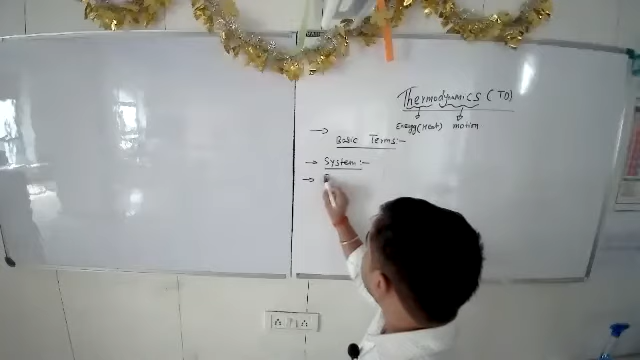 Thermodynamics (TD)
Energy(Heat) motion
→ Basic Terms:-
→ System:-
→